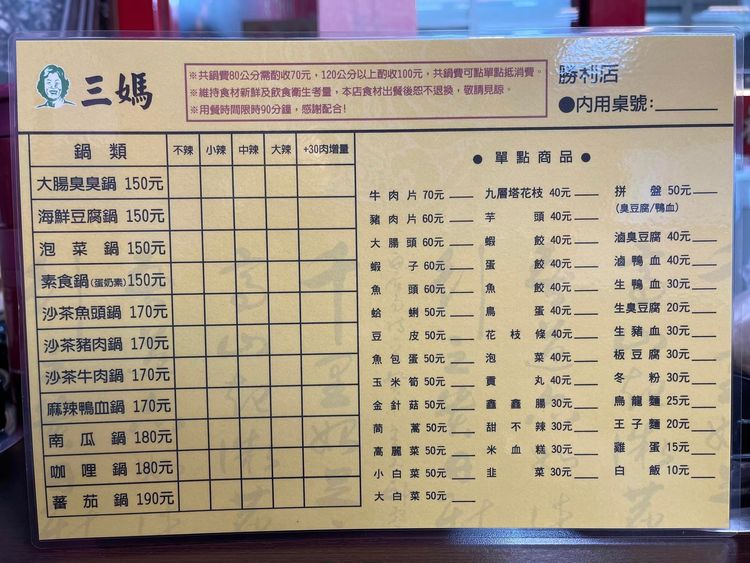 三媽
※共鍋費80公分需酌收70元，120公分以上酌收100元，共鍋費可點單點抵消費。
※維持食材新鮮及飲食衛生考量，本店食材出餐後恕不退換，敬請見諒。
※用餐時間限時90分鐘，感謝配合!
勝利店
●內用桌號:
鍋類 不辣 小辣 中辣 大辣 +30肉增量
大腸臭臭鍋 150元
海鮮豆腐鍋 150元
泡菜鍋 150元
素食鍋(蛋奶素) 150元
沙茶魚頭鍋 170元
沙茶豬肉鍋 170元
沙茶牛肉鍋 170元
麻辣鴨血鍋 170元
南瓜鍋 180元
咖哩鍋 180元
蕃茄鍋 190元
● 單點商品 ●
牛肉片 70元
豬肉片 60元
大腸頭 60元
蝦子 60元
魚頭 60元
蛤蜊 50元
豆皮 50元
魚包蛋 50元
玉米筍 50元
金針菇 50元
茼蒿 50元
高麗菜 50元
小白菜 50元
大白菜 50元
九層塔花枝 40元
芋頭 40元
蝦餃 40元
蛋餃 40元
魚餃 40元
鳥蛋 40元
花枝條 40元
泡菜 40元
貢丸 40元
鑫鑫腸 30元
甜不辣 30元
米血糕 30元
韭菜 30元
拼盤 50元
(臭豆腐/鴨血)
滷臭豆腐 40元
滷鴨血 40元
生鴨血 30元
生臭豆腐 20元
生豬血 30元
板豆腐 30元
冬粉 30元
烏龍麵 25元
王子麵 20元
雞蛋 15元
白飯 10元